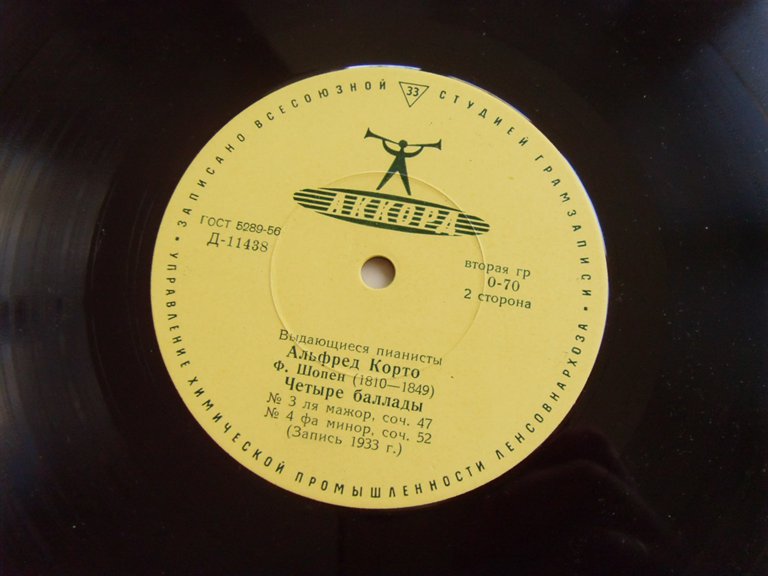 ЗАПИСАНО ВСЕСОЮЗНОЙ 33 СТУДИЕЙ ГРАМЗАПИСИ •
УПРАВЛЕНИЕ ХИМИЧЕСКОЙ ПРОМЫШЛЕННОСТИ ЛЕНСОВНАРХОЗА •
АККОРД
ГОСТ 5289-56
Д-11438
вторая гр
0-70
2 сторона
Выдающиеся пианисты
Альфред Корто
Ф. Шопен (1810—1849)
Четыре баллады
№ 3 ля мажор, соч. 47
№ 4 фа минор, соч. 52
(Запись 1933 г.)